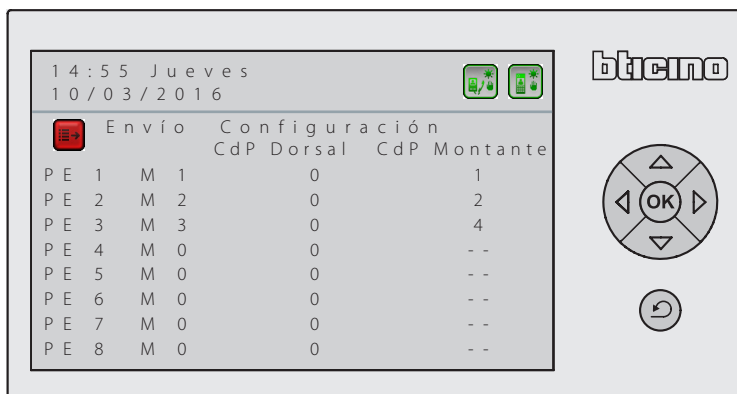 14:55 Jueves
10/03/2016
bticino
Envío Configuración
CdP Dorsal CdP Montante
PE 1 M 1 0 1
PE 2 M 2 0 2
PE 3 M 3 0 4
PE 4 M 0 0 --
PE 5 M 0 0 --
PE 6 M 0 0 --
PE 7 M 0 0 --
PE 8 M 0 0 --
OK